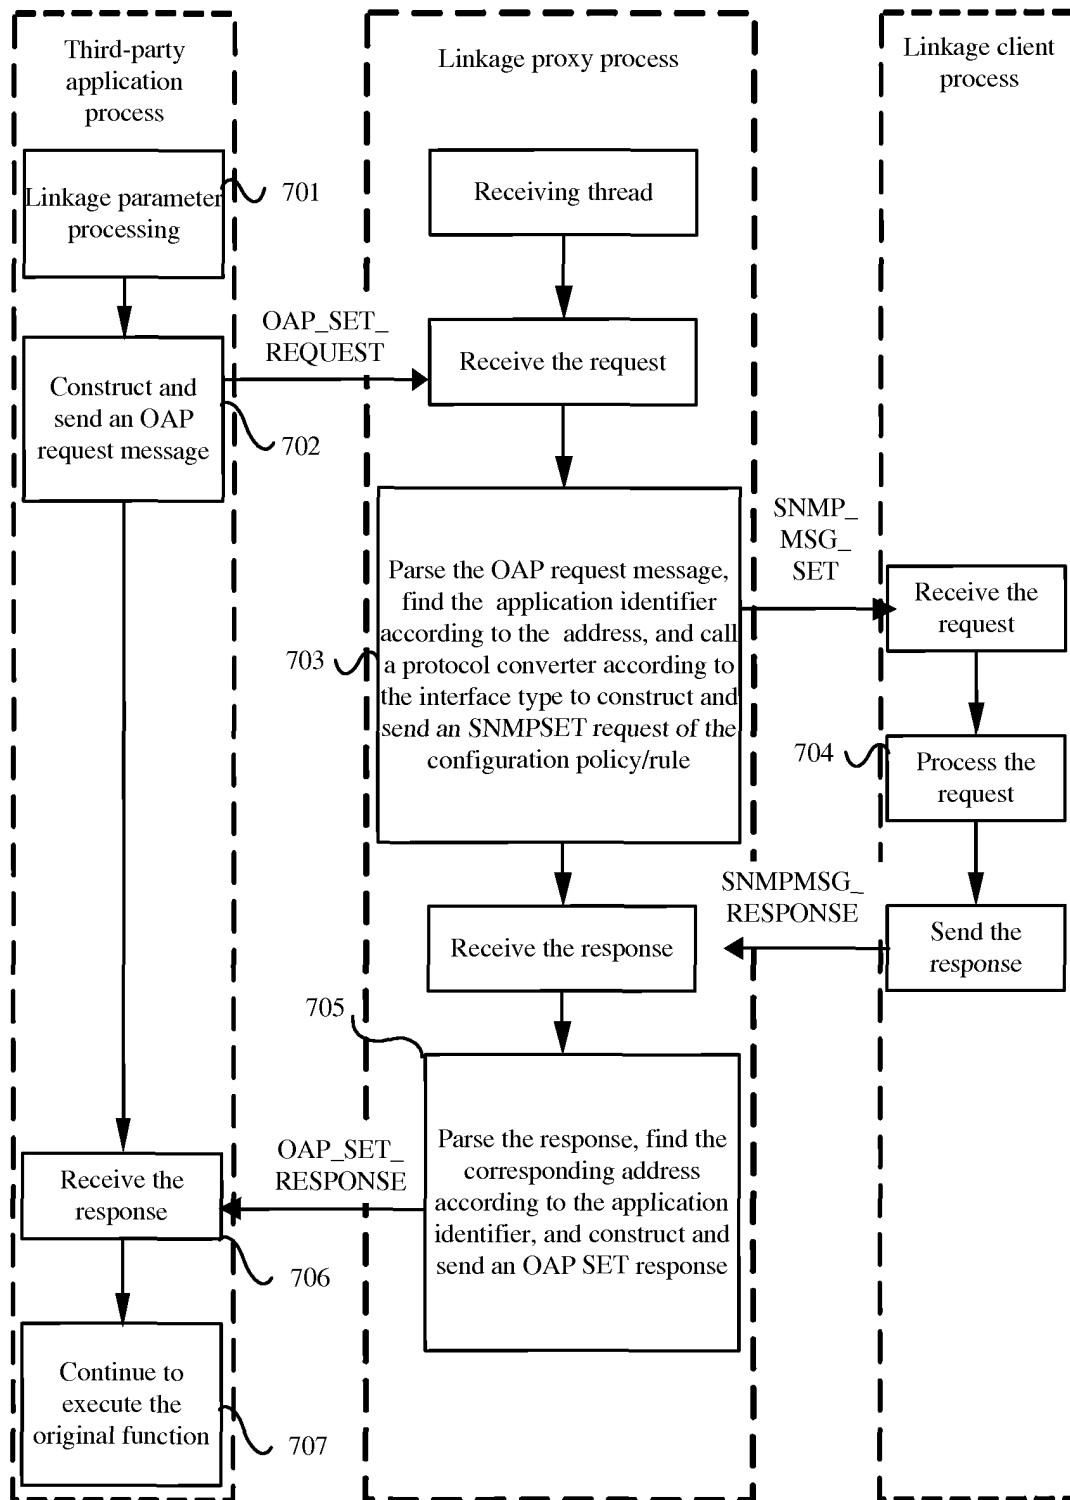 Third-party
application
process
Linkage parameter
processing
701
Construct and
send an OAP
request message
702
OAP_SET_
REQUEST
Linkage proxy process
Receiving thread
Receive the request
Parse the OAP request message,
find the application identifier
according to the address, and call
a protocol converter according to
the interface type to construct and
send an SNMPSET request of the
configuration policy/rule
703
SNMP_
MSG_
SET
Linkage client
process
Receive the
request
704
Process the
request
Send the
response
SNMPMSG_
RESPONSE
Receive the response
705
Parse the response, find the
corresponding address
according to the application
identifier, and construct and
send an OAP SET response
OAP_SET_
RESPONSE
Receive the
response
706
Continue to
execute the
original function
707